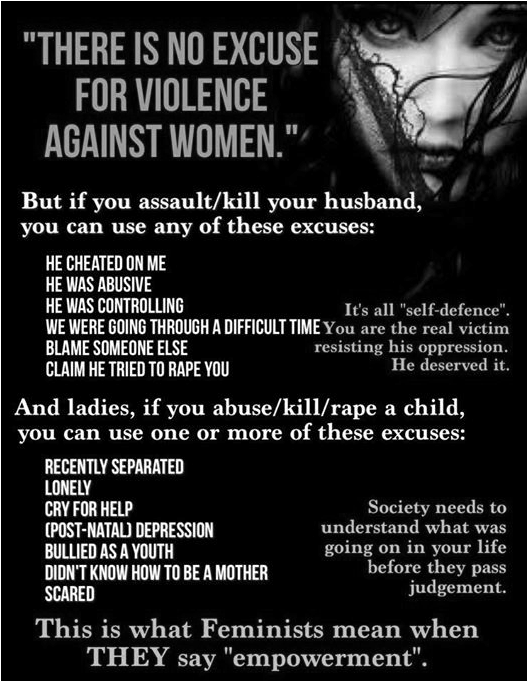 "THERE IS NO EXCUSE
FOR VIOLENCE
AGAINST WOMEN."
But if you assault/kill your husband,
you can use any of these excuses:
HE CHEATED ON ME
HE WAS ABUSIVE
HE WAS CONTROLLING
WE WERE GOING THROUGH A DIFFICULT TIME
BLAME SOMEONE ELSE
CLAIM HE TRIED TO RAPE YOU
It's all "self-defence".
You are the real victim
resisting his oppression.
He deserved it.
And ladies, if you abuse/kill/rape a child,
you can use one or more of these excuses:
RECENTLY SEPARATED
LONELY
CRY FOR HELP
(POST-NATAL) DEPRESSION
BULLIED AS A YOUTH
DIDN'T KNOW HOW TO BE A MOTHER
SCARED
Society needs to
understand what was
going on in your life
before they pass
judgement.
This is what Feminists mean when
THEY say "empowerment".